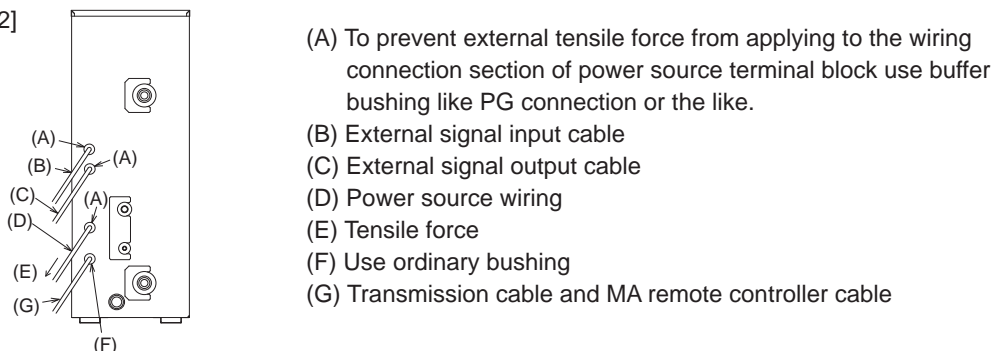 2]
(A)
(B)
(A)
(C)
(A)
(D)
(E)
(G)
(F)
(A) To prevent external tensile force from applying to the wiring
connection section of power source terminal block use buffer
bushing like PG connection or the like.
(B) External signal input cable
(C) External signal output cable
(D) Power source wiring
(E) Tensile force
(F) Use ordinary bushing
(G) Transmission cable and MA remote controller cable